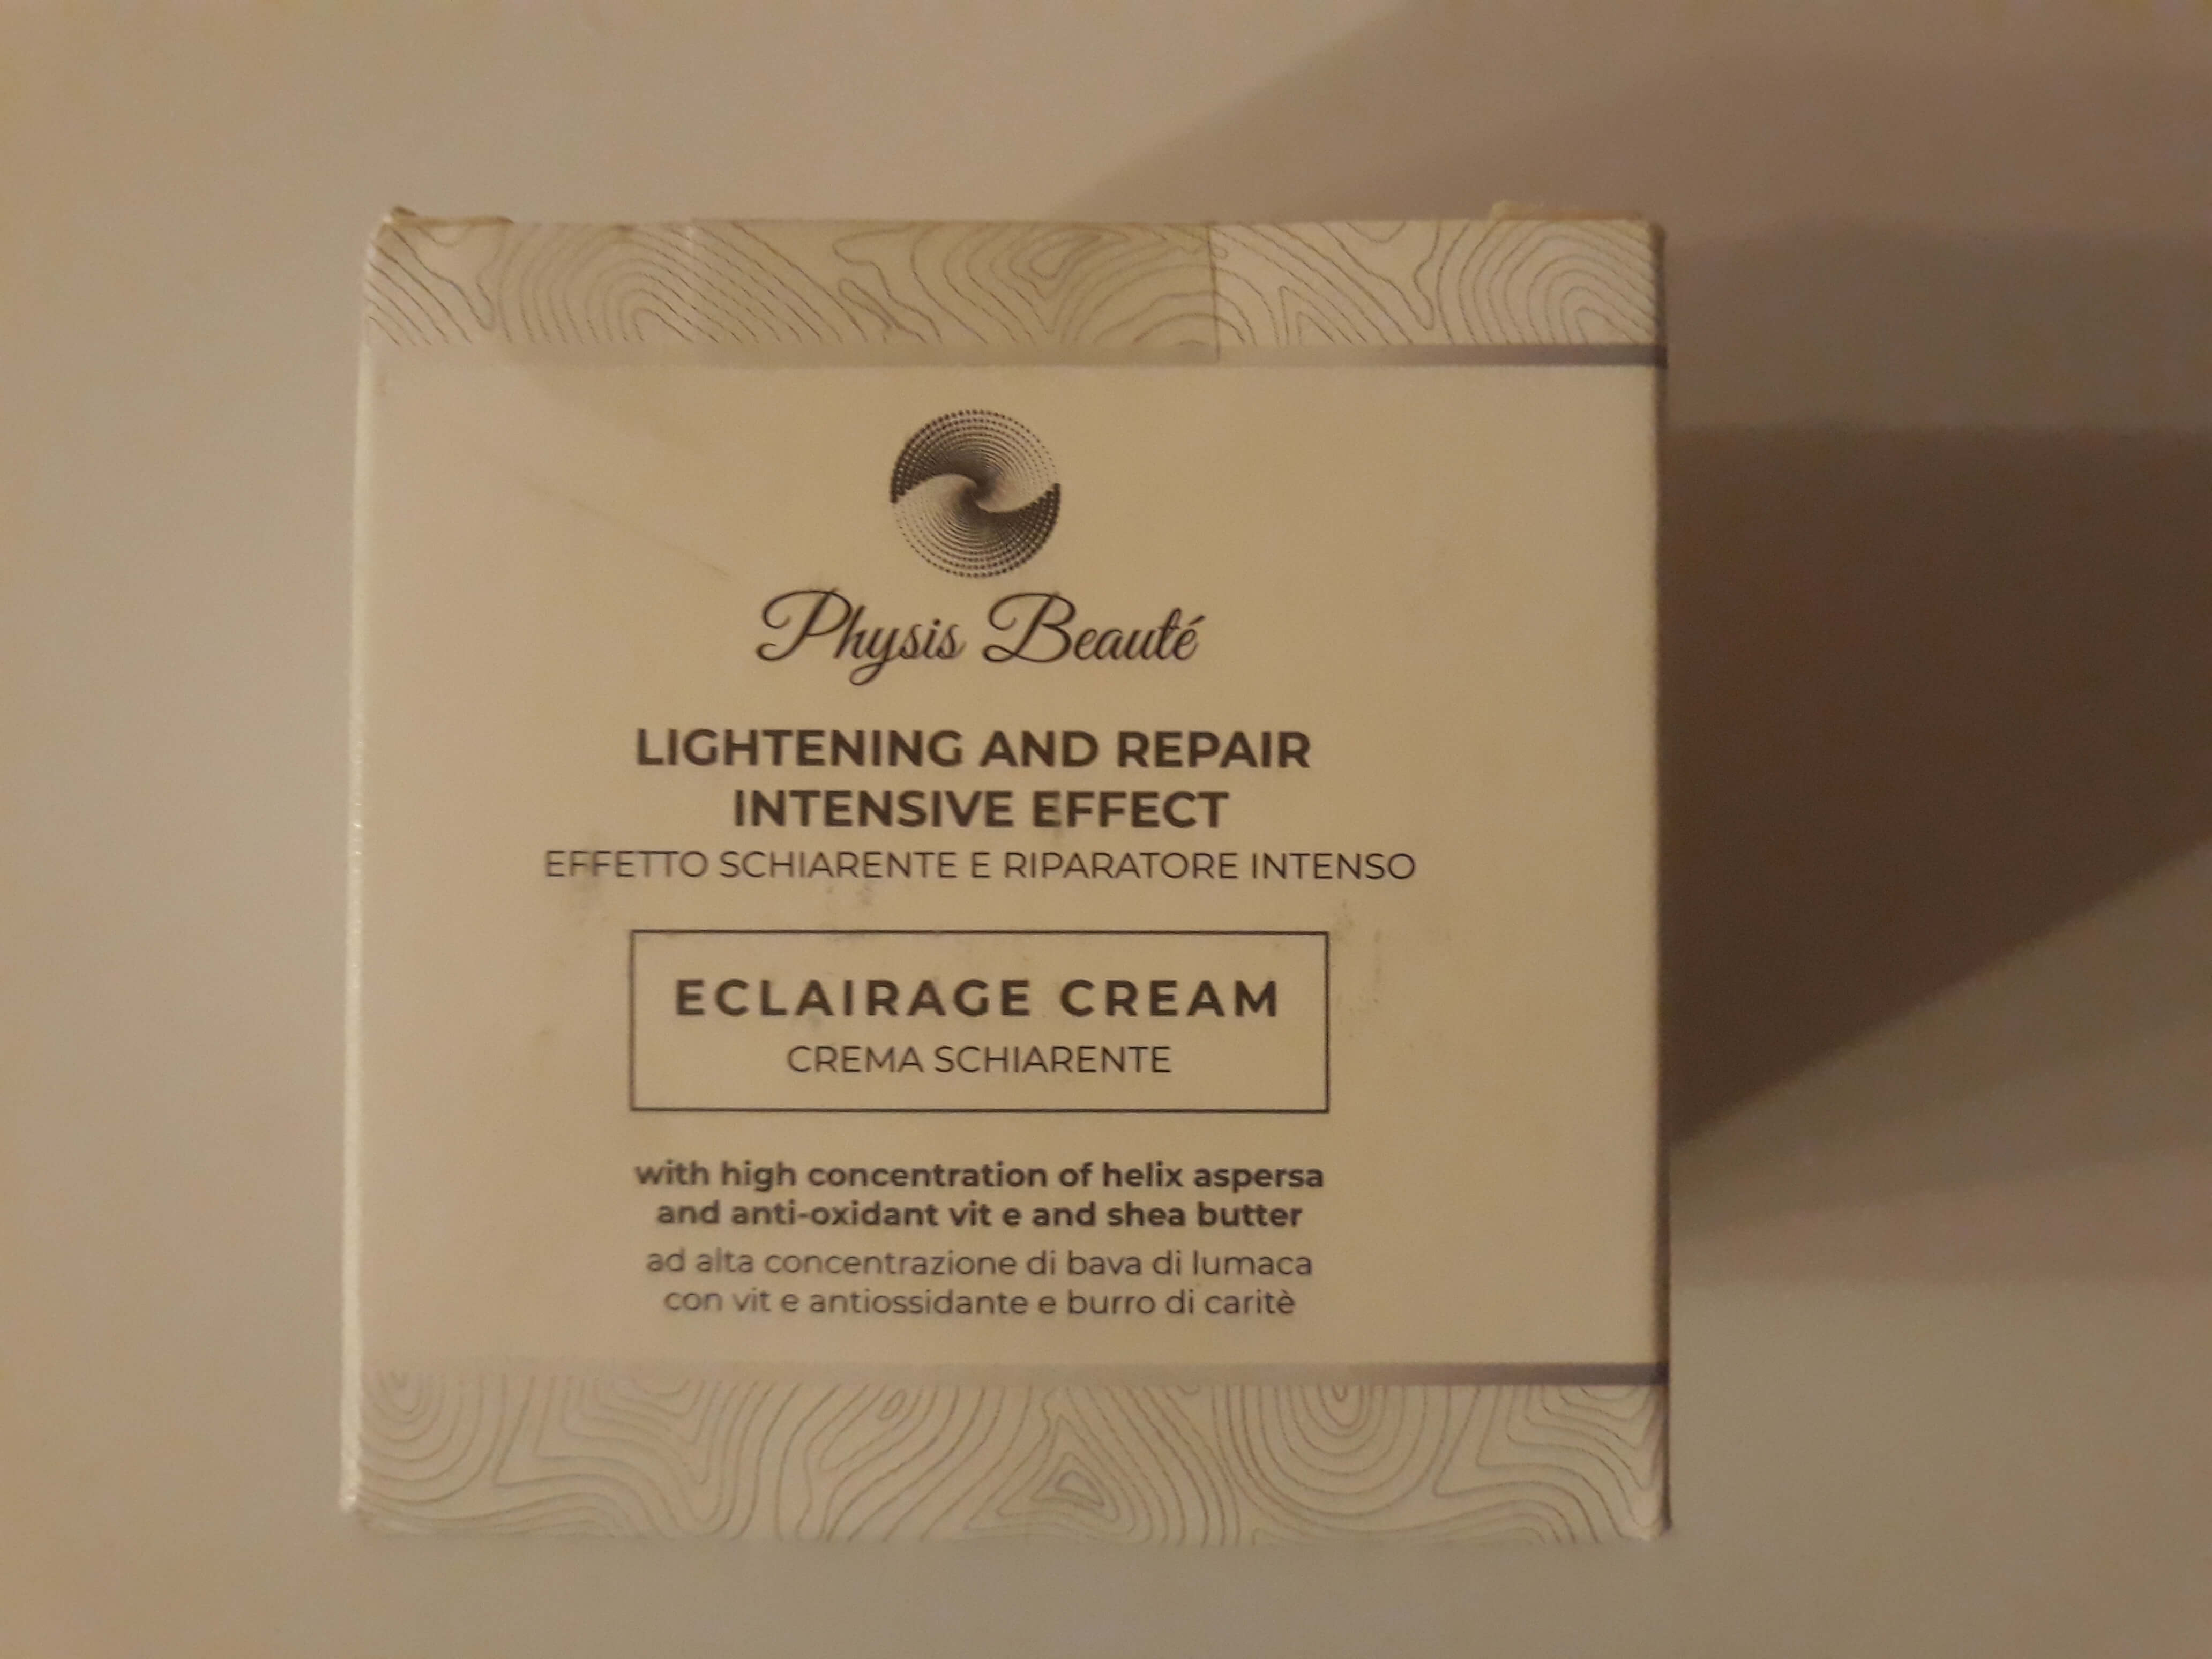 Physis Beauté
LIGHTENING AND REPAIR
INTENSIVE EFFECT
EFFETTO SCHIARENTE E RIPARATORE INTENSO
ECLAIRAGE CREAM
CREMA SCHIARENTE
with high concentration of helix aspersa
and anti-oxidant vit e and shea butter
ad alta concentrazione di bava di lumaca
con vit e antiossidante e burro di caritè